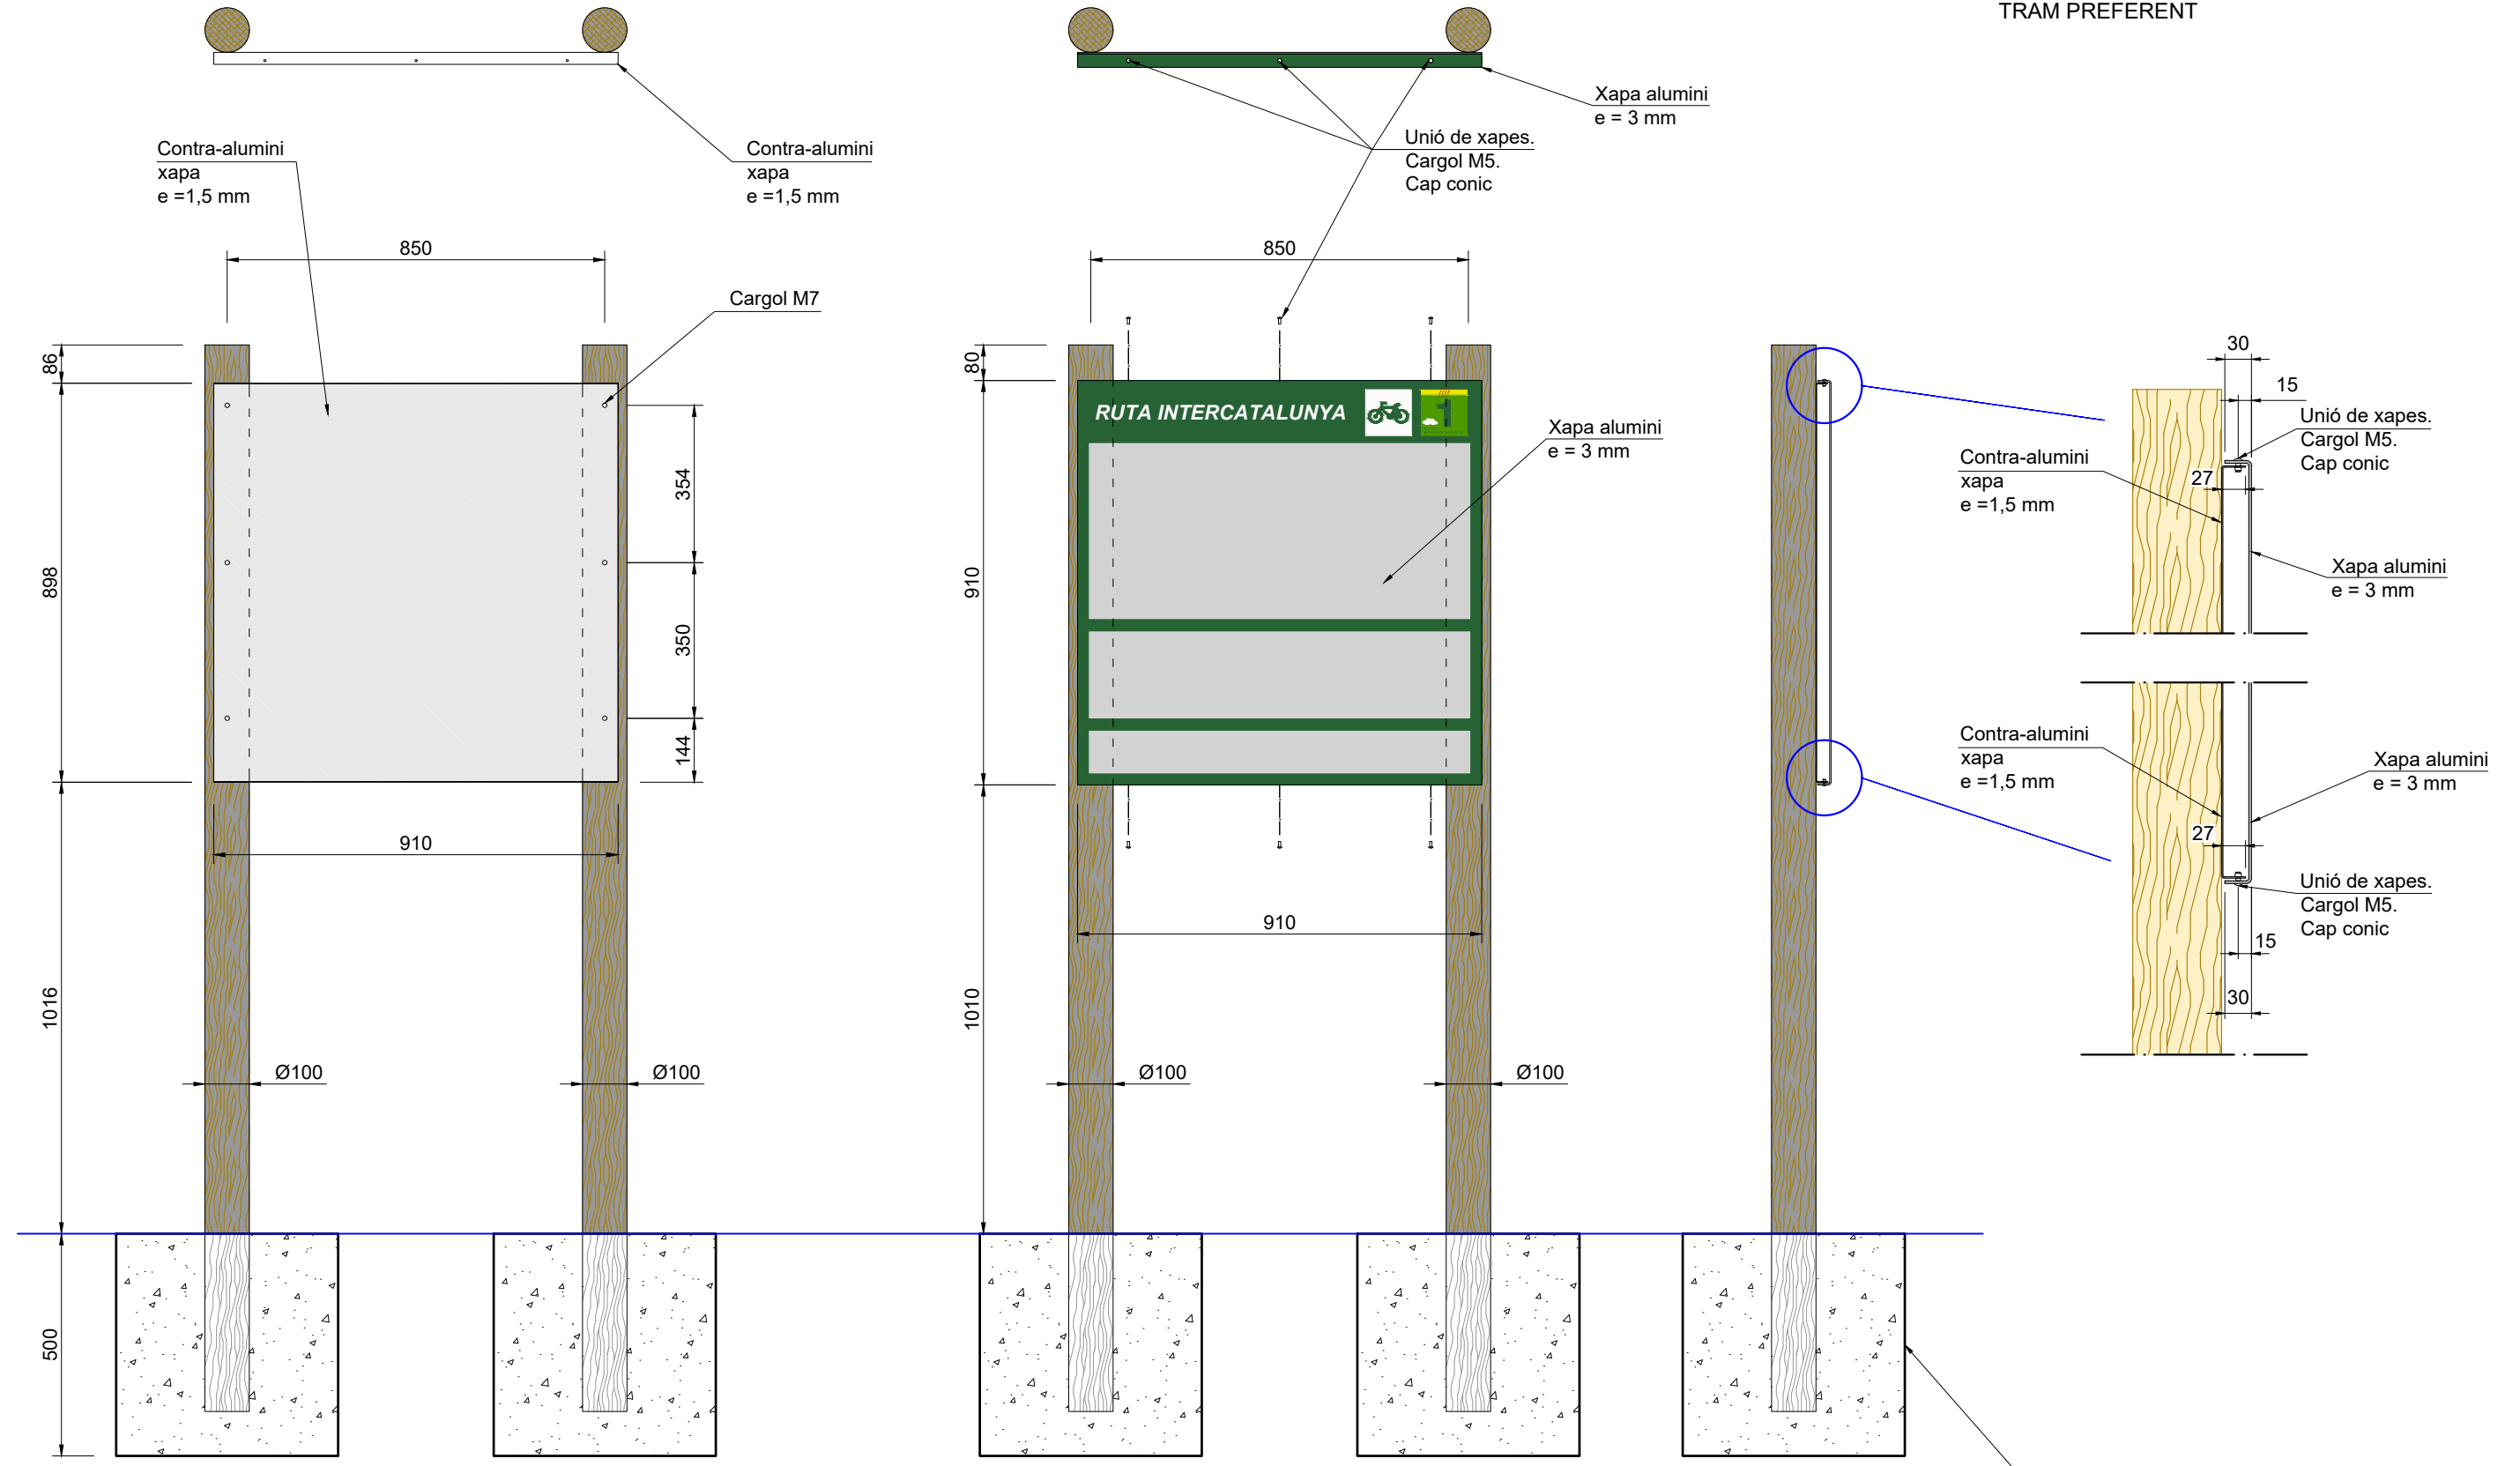 TRAM PREFERENT
Contra-alumini
xapa
e =1,5 mm
Contra-alumini
xapa
e =1,5 mm
850
Cargol M7
86
898
354
350
144
910
1016
Ø100
Ø100
500
Xapa alumini
e = 3 mm
Unió de xapes.
Cargol M5.
Cap conic
850
80
RUTA INTERCATALUNYA
1
Xapa alumini
e = 3 mm
910
910
1010
Ø100
Ø100
30
15
Unió de xapes.
Cargol M5.
Cap conic
Contra-alumini
xapa
e =1,5 mm
27
Xapa alumini
e = 3 mm
Contra-alumini
xapa
e =1,5 mm
Xapa alumini
e = 3 mm
27
Unió de xapes.
Cargol M5.
Cap conic
15
30